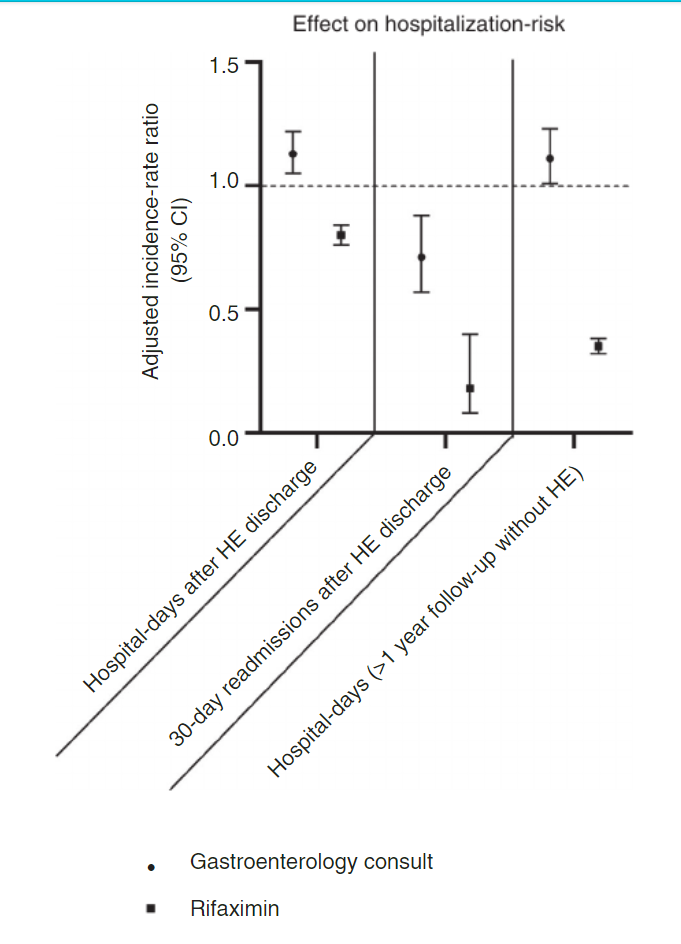 Effect on hospitalization-risk
Adjusted incidence-rate ratio
(95% CI)
1.5
1.0
0.5
0.0
Hospital-days after HE discharge
30-day readmissions after HE discharge
Hospital-days (>1 year follow-up without HE)
Gastroenterology consult
Rifaximin